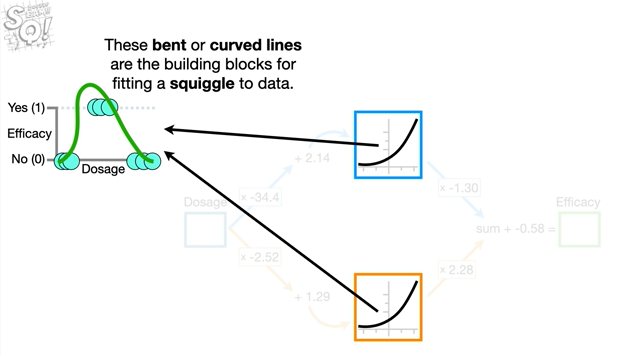 SQ!
These bent or curved lines
are the building blocks for
fitting a squiggle to data.
Yes (1)
Efficacy
No (0)
Dosage
+ 2.14
x -34.4
x -1.30
Dosage
Efficacy
sum + -0.58 =
x -2.52
x 2.28
+ 1.29